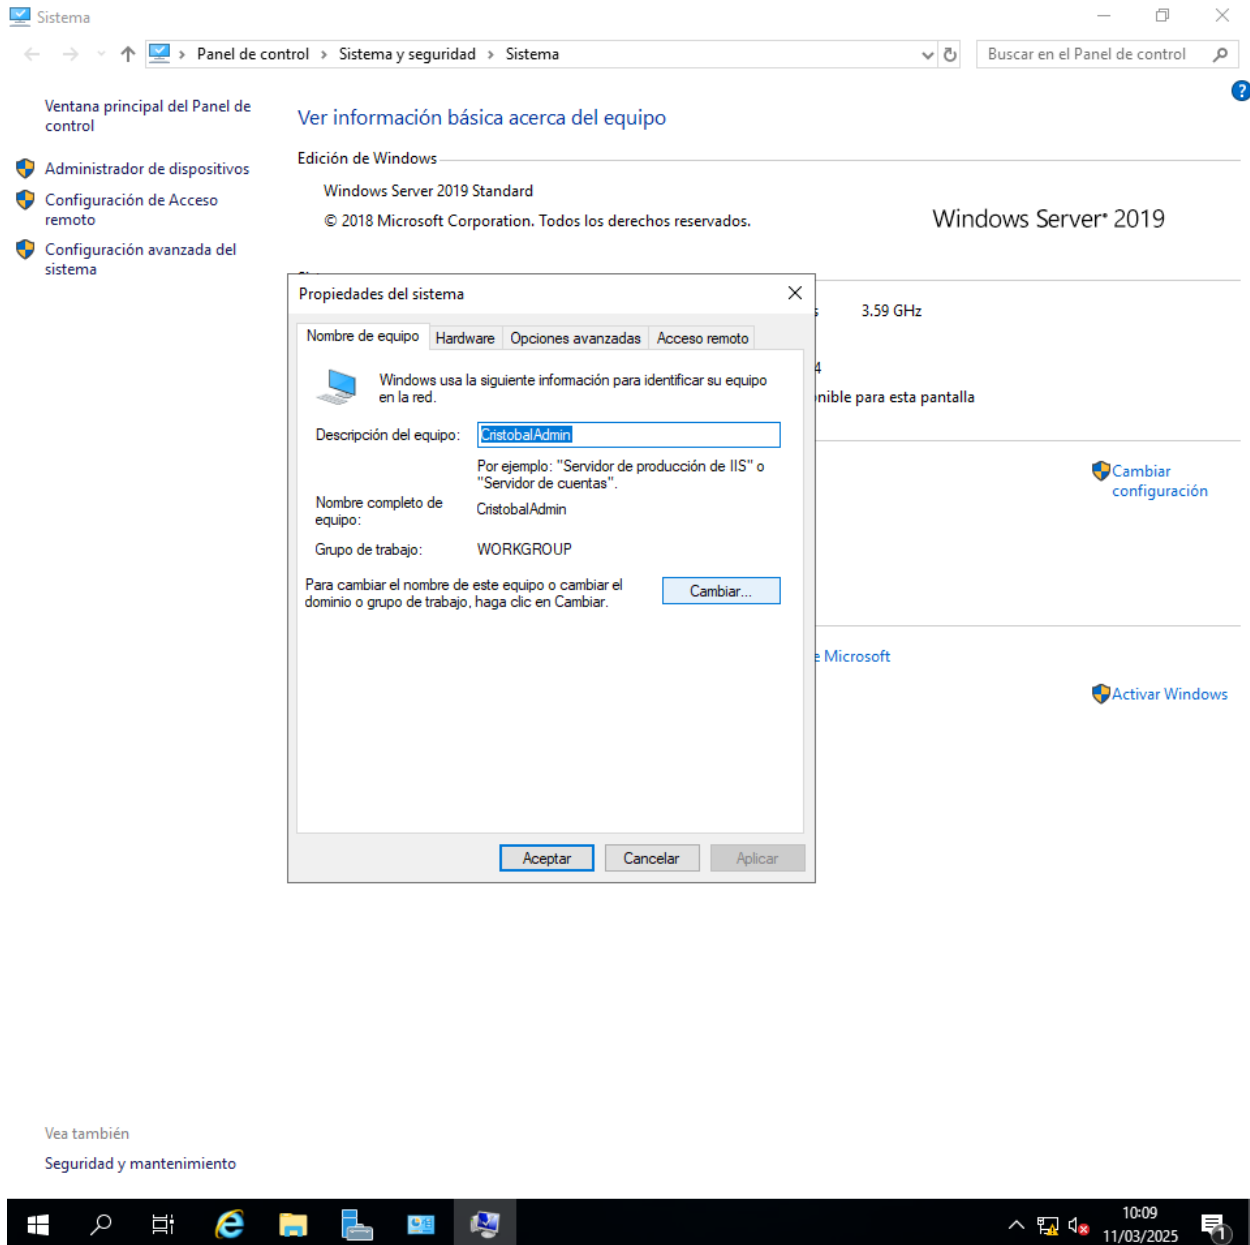 Sistema
Panel de control > Sistema y seguridad > Sistema
Buscar en el Panel de control
Ventana principal del Panel de
control
Administrador de dispositivos
Configuración de Acceso
remoto
Configuración avanzada del
sistema
Ver información básica acerca del equipo
Edición de Windows
Windows Server 2019 Standard
© 2018 Microsoft Corporation. Todos los derechos reservados.
Windows Server 2019
3.59 GHz
4
para esta pantalla
Cambiar
configuración
Microsoft
Activar Windows
Propiedades del sistema
Nombre de equipo
Hardware
Opciones avanzadas
Acceso remoto
Windows usa la siguiente información para identificar su equipo
en la red.
Descripción del equipo:
CristobalAdmin
Por ejemplo: "Servidor de producción de IIS" o
"Servidor de cuentas".
Nombre completo de
equipo:
CristobalAdmin
Grupo de trabajo:
WORKGROUP
Para cambiar el nombre de este equipo o cambiar el
dominio o grupo de trabajo, haga clic en Cambiar.
Cambiar...
Aceptar
Cancelar
Aplicar
Vea también
Seguridad y mantenimiento
10:09
11/03/2025
1